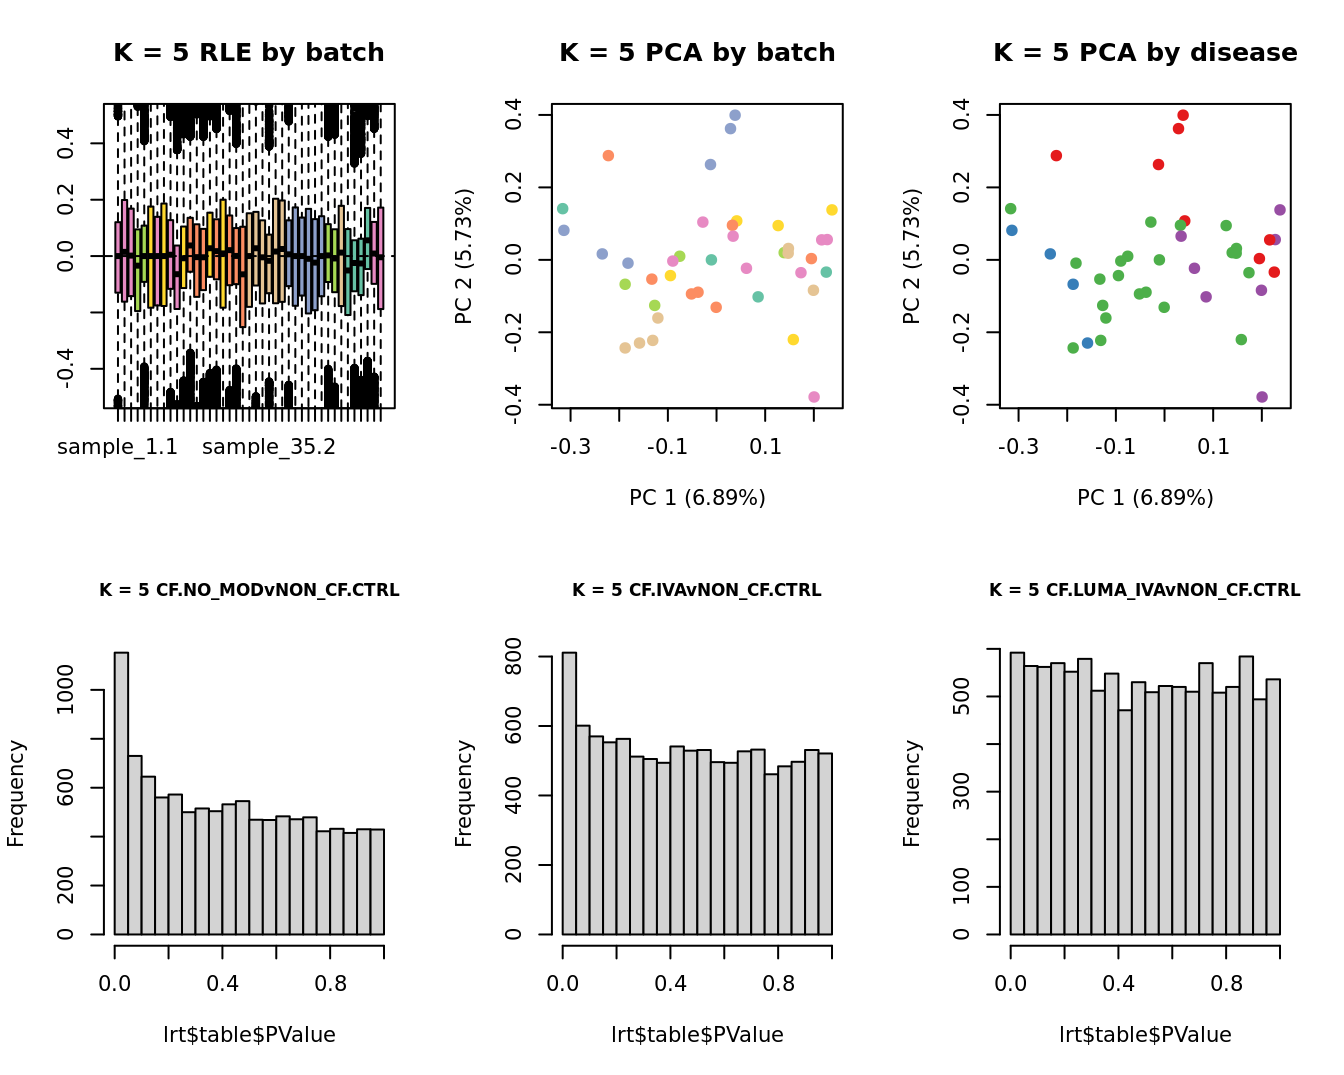 K = 5 RLE by batch
0.4
0.2
0.0
-0.4
sample_1.1 sample_35.2
K = 5 PCA by batch
PC 2 (5.73%)
0.4
0.2
0.0
-0.2
-0.4
-0.3 -0.1 0.1
PC 1 (6.89%)
K = 5 PCA by disease
PC 2 (5.73%)
0.4
0.2
0.0
-0.2
-0.4
-0.3 -0.1 0.1
PC 1 (6.89%)
K = 5 CF.NO_MODvNON_CF.CTRL
Frequency
1000
600
200
0
0.0 0.4 0.8
lrt$table$PValue
K = 5 CF.IVAvNON_CF.CTRL
Frequency
800
600
400
200
0
0.0 0.4 0.8
lrt$table$PValue
K = 5 CF.LUMA_IVAvNON_CF.CTRL
Frequency
500
300
100
0
0.0 0.4 0.8
lrt$table$PValue